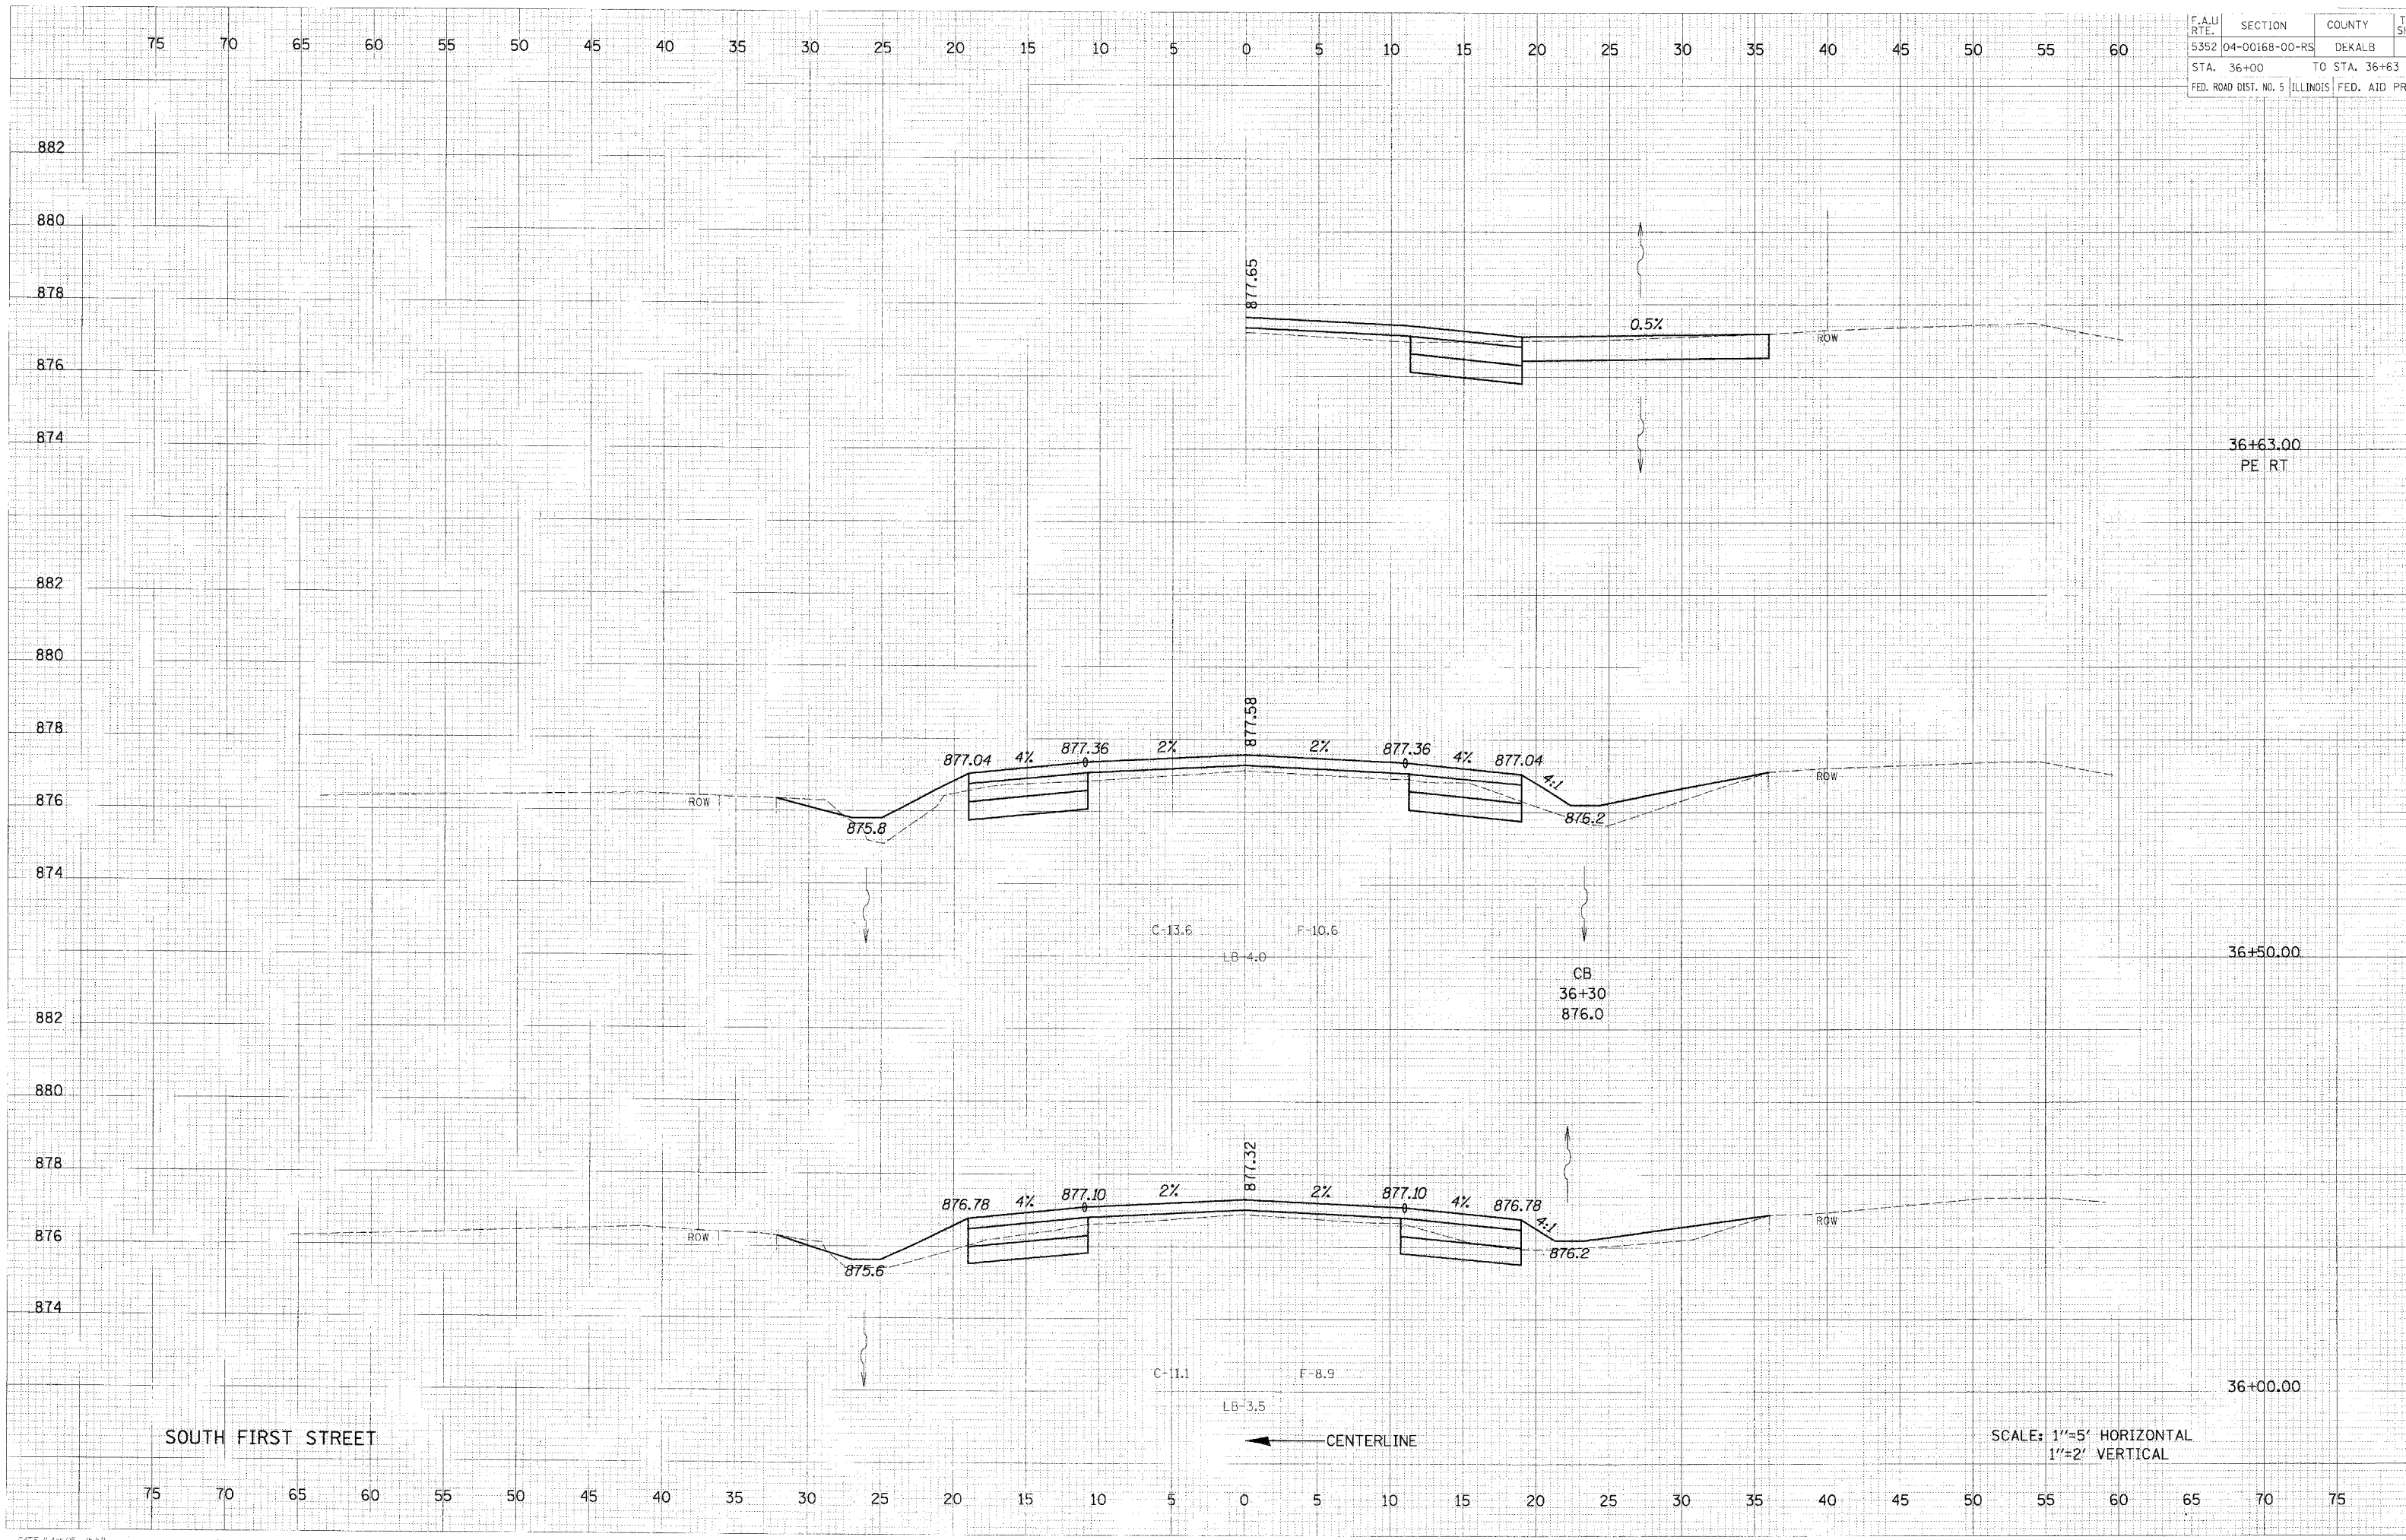 75 70 65 60 55 50 45 40 35 30 25 20 15 10 5 0 5 10 15 20 25 30 35 40 45 50 55 60
F.A.U RTE. SECTION COUNTY
5352 04-00168-00-RS DEKALB
STA. 36+00 TO STA. 36+63
FED. ROAD DIST. NO. 5 ILLINOIS FED. AID PR
882
880
878
877.65
0.5%
ROW
876
874
36+63.00
PE RT
882
880
878
877.58
877.04 4% 877.36 2% 2% 877.36 4% 877.04
4:1
ROW
ROW
876
875.8
876.2
874
C-13.6 F-10.6
LB-4.0
36+50.00
CB
36+30
876.0
882
880
878
877.32
876.78 4% 877.10 2% 2% 877.10 4% 876.78
4:1
ROW
ROW
876
875.6
876.2
874
C-11.1 F-8.9
LB-3.5
36+00.00
SOUTH FIRST STREET
CENTERLINE
SCALE: 1"=5' HORIZONTAL
1"=2' VERTICAL
75 70 65 60 55 50 45 40 35 30 25 20 15 10 5 0 5 10 15 20 25 30 35 40 45 50 55 60 65 70 75